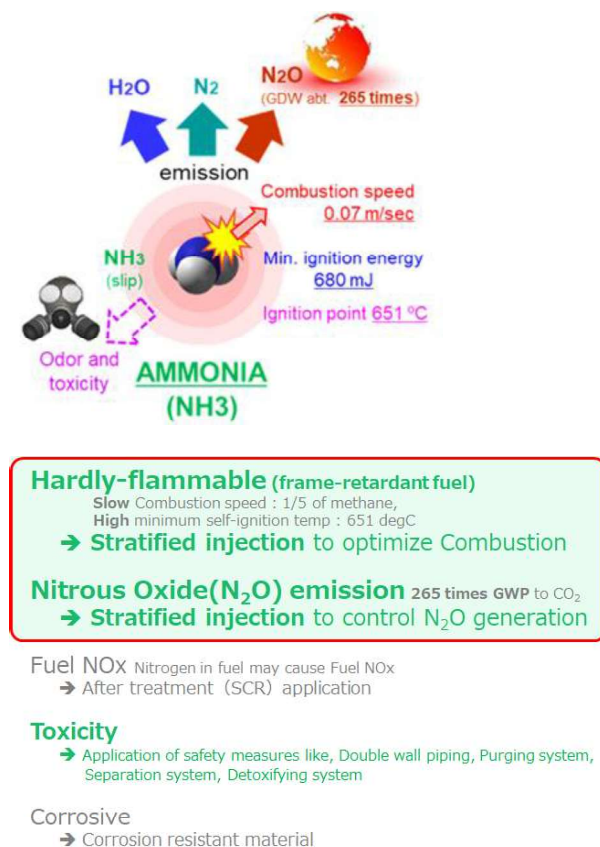 H2O
N2
N2O
(GDW abt. 265 times)
emission
Combustion speed
0.07 m/sec
NH3
(slip)
Min. ignition energy
680 mJ
Ignition point 651 ºC
Odor and
toxicity
AMMONIA
(NH3)
Hardly-flammable (frame-retardant fuel)
Slow Combustion speed : 1/5 of methane,
High minimum self-ignition temp : 651 degC
➔ Stratified injection to optimize Combustion
Nitrous Oxide(N₂O) emission 265 times GWP to CO₂
➔ Stratified injection to control N₂O generation
Fuel NOx Nitrogen in fuel may cause Fuel NOx
➔ After treatment（SCR）application
Toxicity
➔ Application of safety measures like, Double wall piping, Purging system,
Separation system, Detoxifying system
Corrosive
➔ Corrosion resistant material